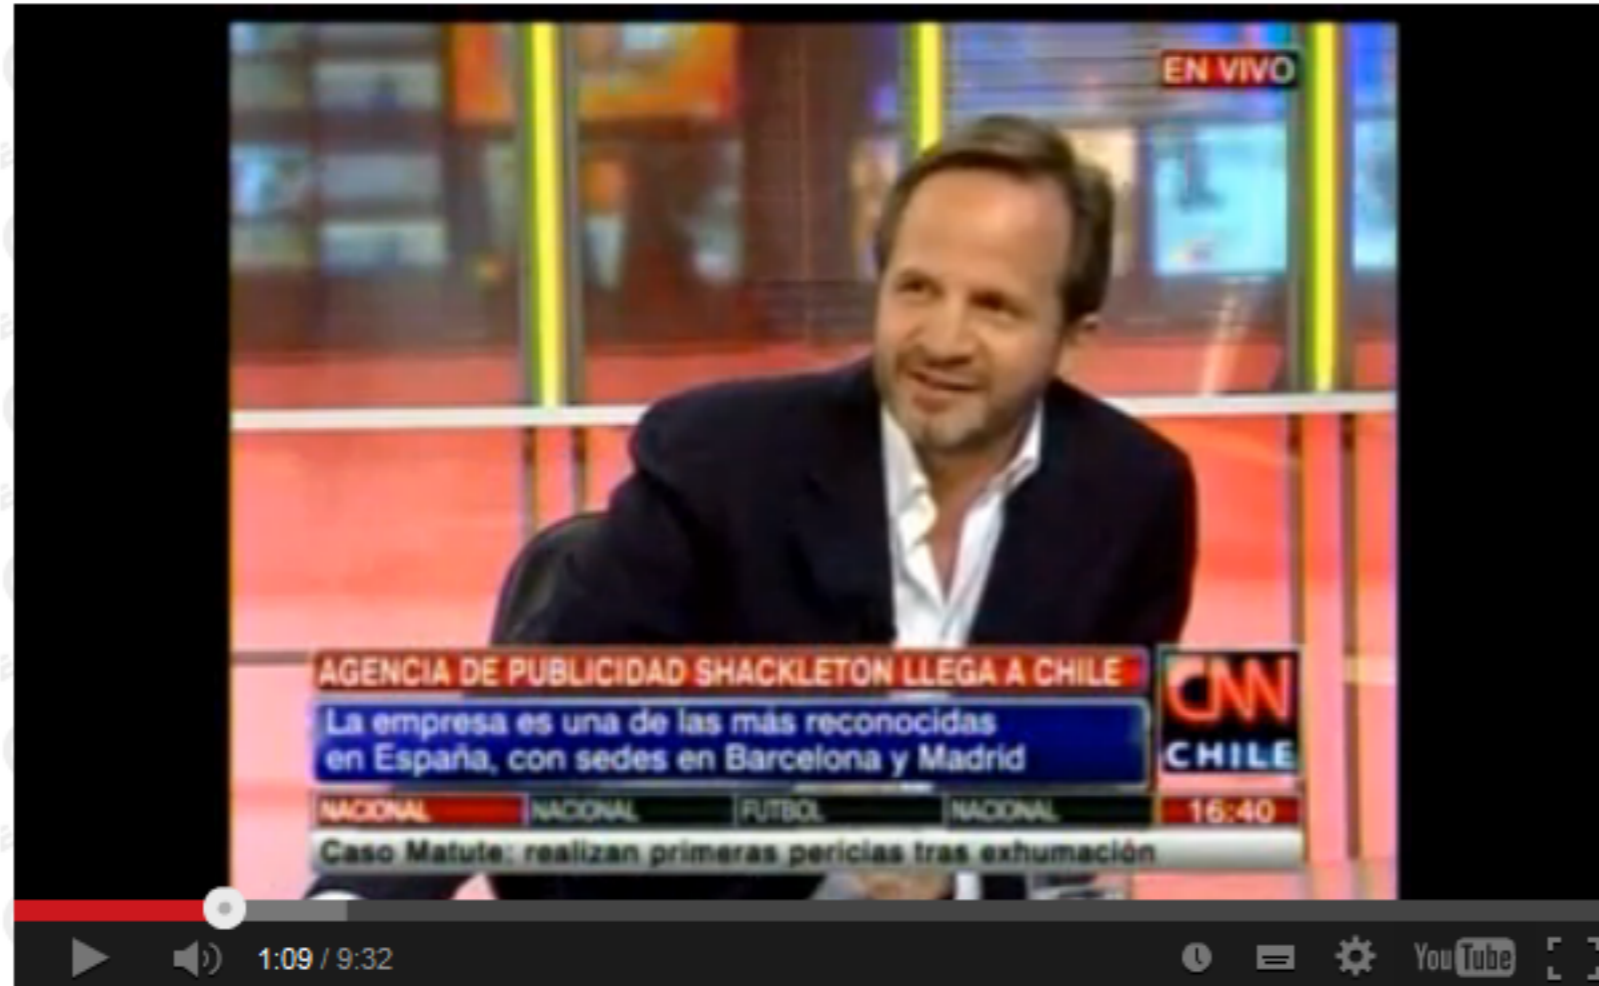 EN VIVO
AGENCIA DE PUBLICIDAD SHACKLETON LLEGA A CHILE
La empresa es una de las más reconocidas
en España, con sedes en Barcelona y Madrid
CNN
CHILE
NACIONAL NACIONAL FUTBOL NACIONAL 16:40
Caso Matute: realizan primeras pericias tras exhumación
1:09 / 9:32 YouTube